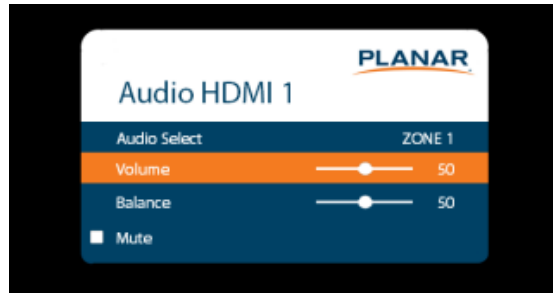 PLANAR
Audio HDMI 1
Audio Select ZONE 1
Volume 50
Balance 50
Mute